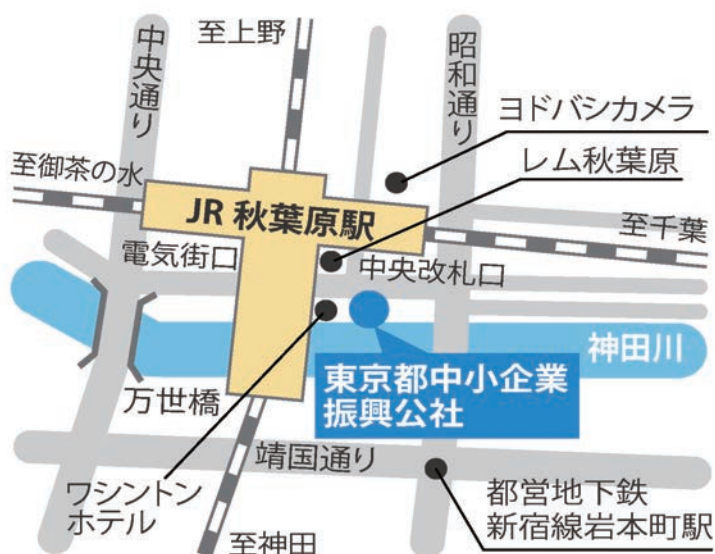 中央通り
至上野
昭和通り
ヨドバシカメラ
レム秋葉原
至御茶の水
JR 秋葉原駅
至千葉
電気街口
中央改札口
神田川
東京都中小企業
振興公社
万世橋
靖国通り
ワシントン
ホテル
都営地下鉄
新宿線岩本町駅
至神田